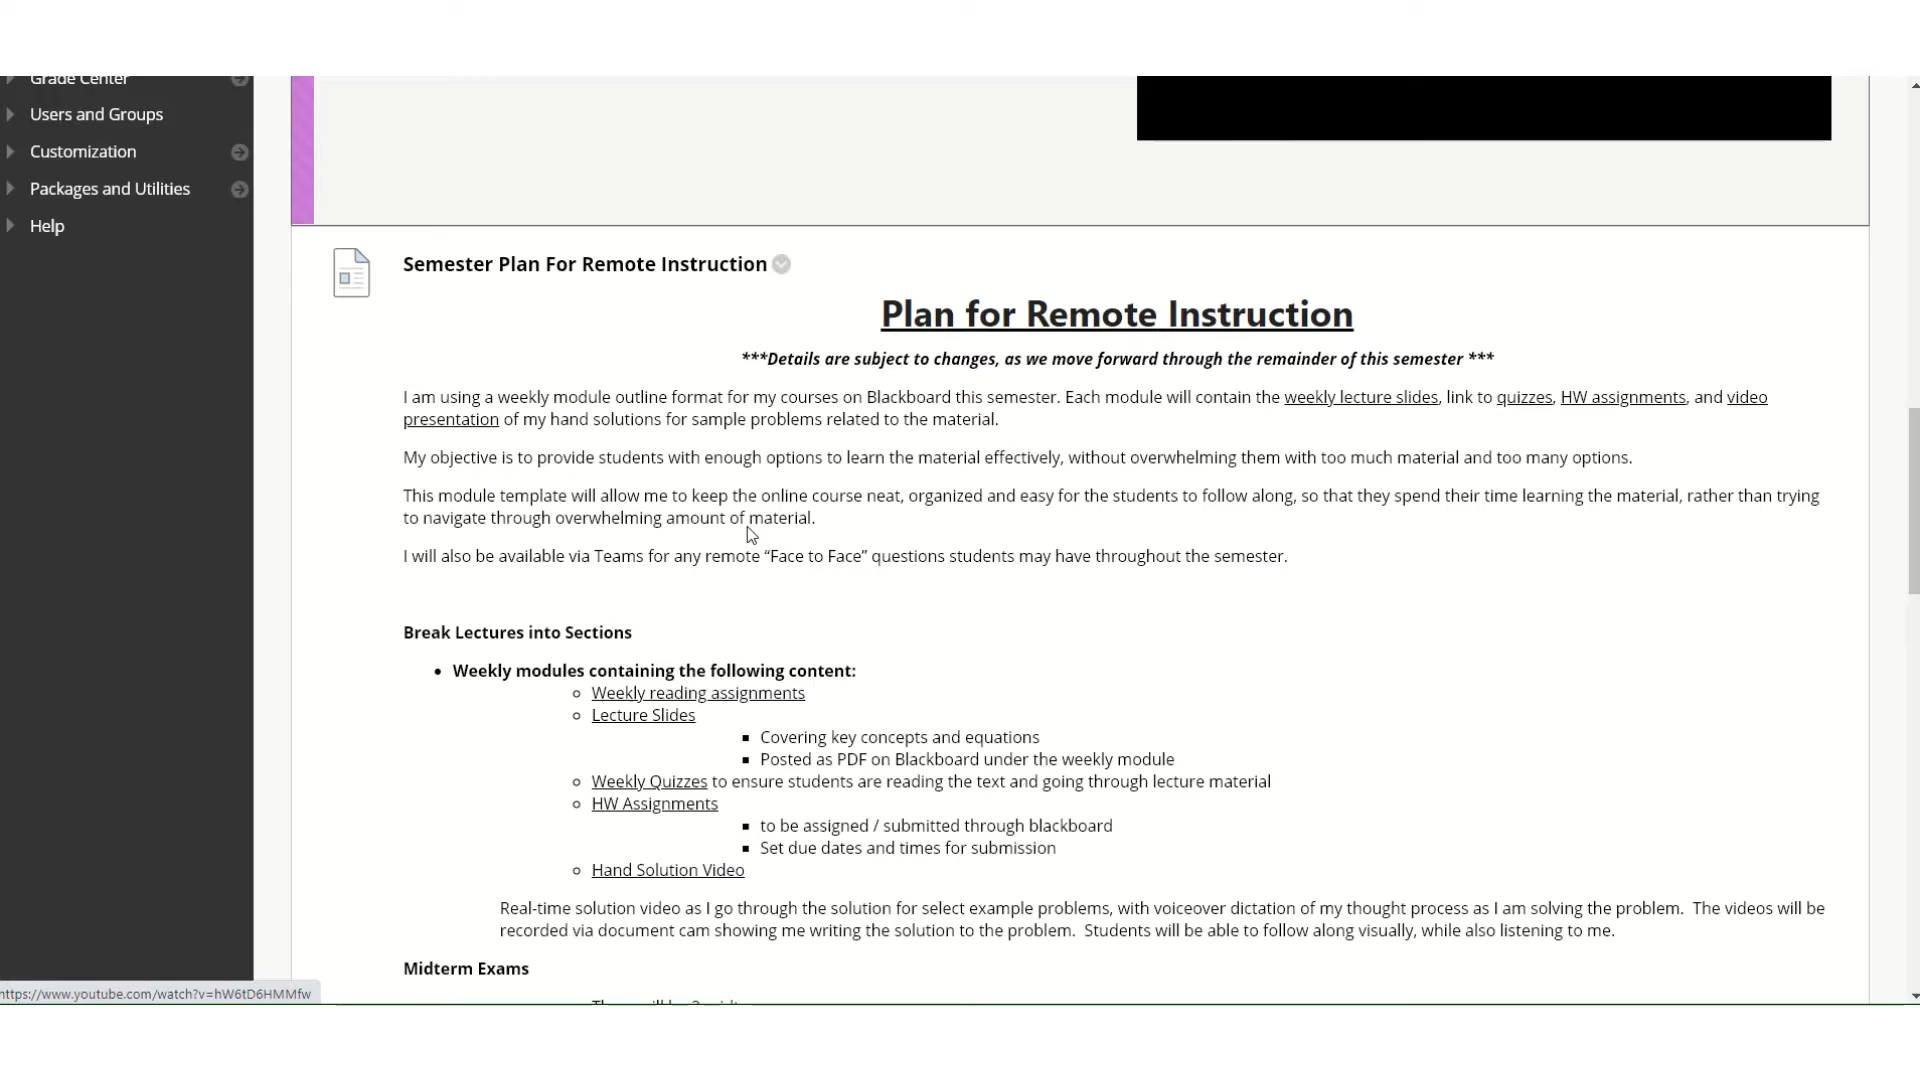 Grade Center
Users and Groups
Customization
Packages and Utilities
Help
Semester Plan For Remote Instruction
Plan for Remote Instruction
***Details are subject to changes, as we move forward through the remainder of this semester ***
I am using a weekly module outline format for my courses on Blackboard this semester. Each module will contain the weekly lecture slides, link to quizzes, HW assignments, and video
presentation of my hand solutions for sample problems related to the material.
My objective is to provide students with enough options to learn the material effectively, without overwhelming them with too much material and too many options.
This module template will allow me to keep the online course neat, organized and easy for the students to follow along, so that they spend their time learning the material, rather than trying
to navigate through overwhelming amount of material.
I will also be available via Teams for any remote “Face to Face” questions students may have throughout the semester.
Break Lectures into Sections
• Weekly modules containing the following content:
◦ Weekly reading assignments
◦ Lecture Slides
▪ Covering key concepts and equations
▪ Posted as PDF on Blackboard under the weekly module
◦ Weekly Quizzes to ensure students are reading the text and going through lecture material
◦ HW Assignments
▪ to be assigned / submitted through blackboard
▪ Set due dates and times for submission
◦ Hand Solution Video
Real-time solution video as I go through the solution for select example problems, with voiceover dictation of my thought process as I am solving the problem.  The videos will be
recorded via document cam showing me writing the solution to the problem.  Students will be able to follow along visually, while also listening to me.
Midterm Exams
https://www.youtube.com/watch?v=hW6tD6HMMfw